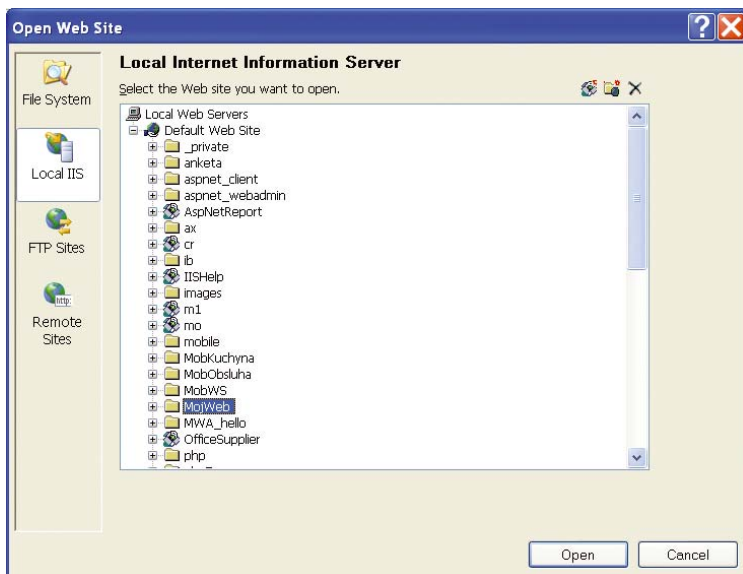 Open Web Site
Local Internet Information Server
Select the Web site you want to open.
File System
Local IIS
FTP Sites
http:
Remote
Sites
Local Web Servers
Default Web Site
_private
anketa
aspnet_client
aspnet_webadmin
AspNetReport
ax
cr
ib
IISHelp
images
m1
mo
mobile
MobKuchyna
MobObsluha
MobWS
MojWeb
MWA_hello
OfficeSupplier
php
Open
Cancel